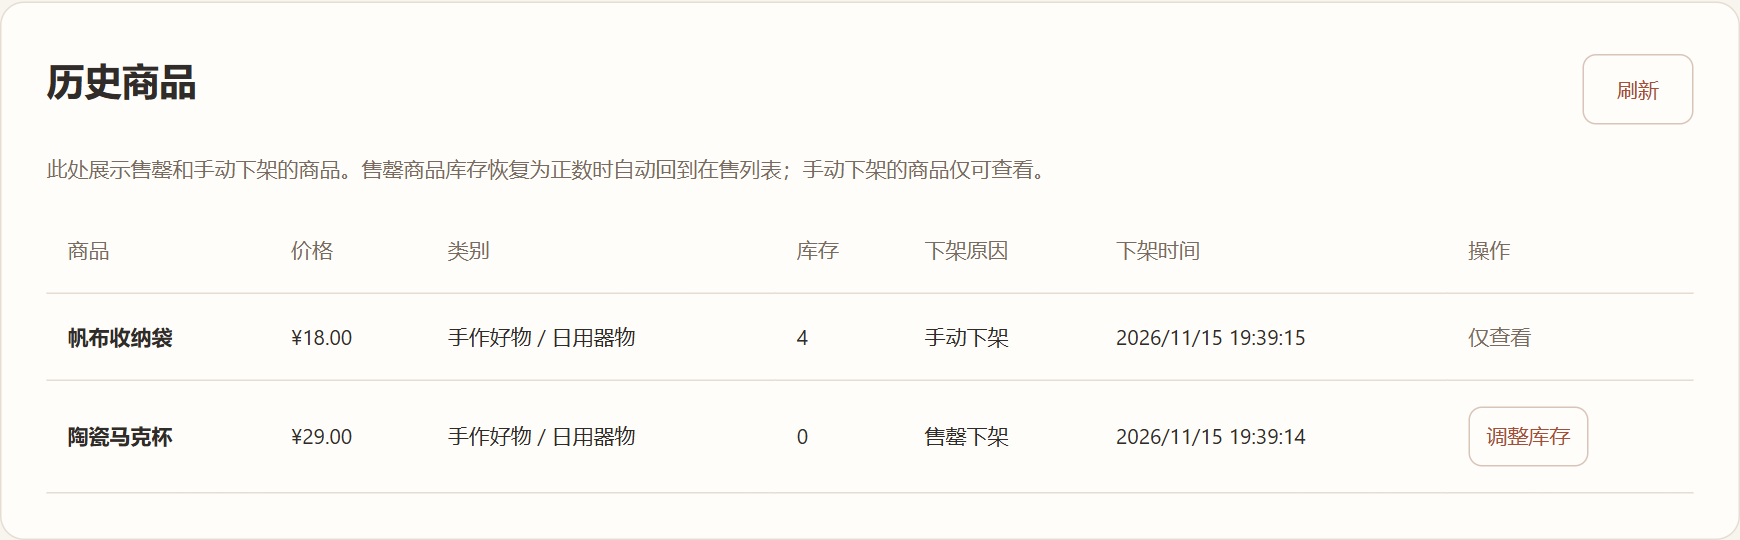 历史商品
刷新
此处展示售罄和手动下架的商品。售罄商品库存恢复为正数时自动回到在售列表；手动下架的商品仅可查看。
商品 价格 类别 库存 下架原因 下架时间 操作
帆布收纳袋 ¥18.00 手作好物 / 日用器物 4 手动下架 2026/11/15 19:39:15 仅查看
陶瓷马克杯 ¥29.00 手作好物 / 日用器物 0 售罄下架 2026/11/15 19:39:14 调整库存